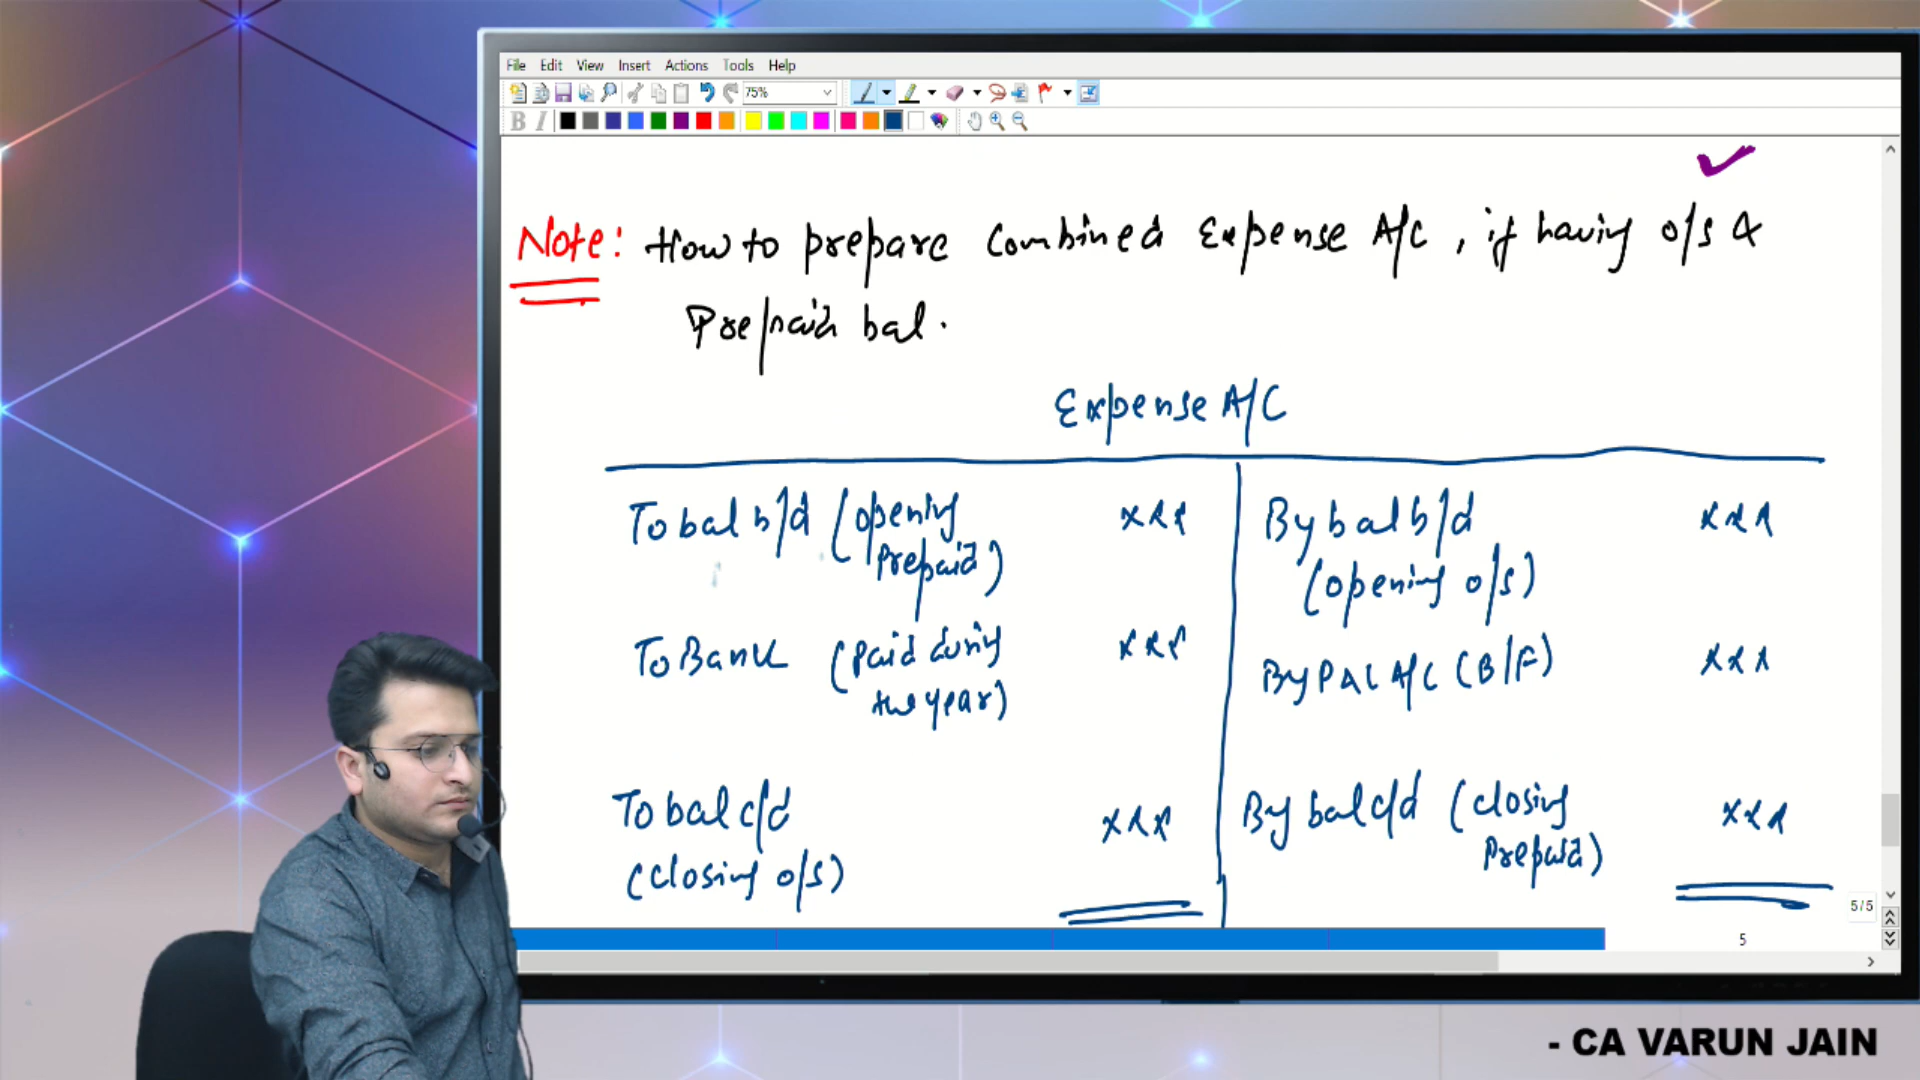 File Edit View Insert Actions Tools Help
75%
B I
Note: How to prepare combined Expense A/c, if having o/s &
Prepaid bal.
Expense A/C
To bal b/d (opening Prepaid) xxx By bal b/d (opening o/s) xxx
To Bank (Paid during the year) xxx By P&L A/c (B/F) xxx
To bal c/d (closing o/s) xxx By bal c/d (closing Prepaid) xxx
5/5
5
- CA VARUN JAIN